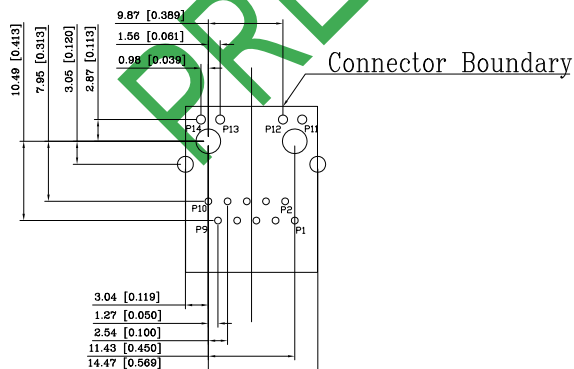 9.87 [0.389]
1.56 [0.061]
0.98 [0.039]
10.49 [0.413]
7.95 [0.313]
3.05 [0.120]
2.87 [0.113]
PRE
Connector Boundary
P14
P13
P12
P11
P10
P2
P9
P1
3.04 [0.119]
1.27 [0.050]
2.54 [0.100]
11.43 [0.450]
14.47 [0.569]